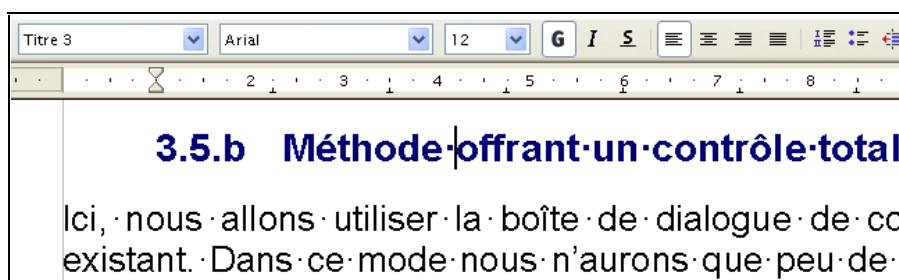 Titre 3 Arial 12 G I S
2 3 4 5 6 7 8
3.5.b Méthode·offrant·un·contrôle·total
Ici,·nous·allons·utiliser·la·boîte·de·dialogue·de·co
existant.·Dans·ce·mode·nous·n’aurons·que·peu·de·